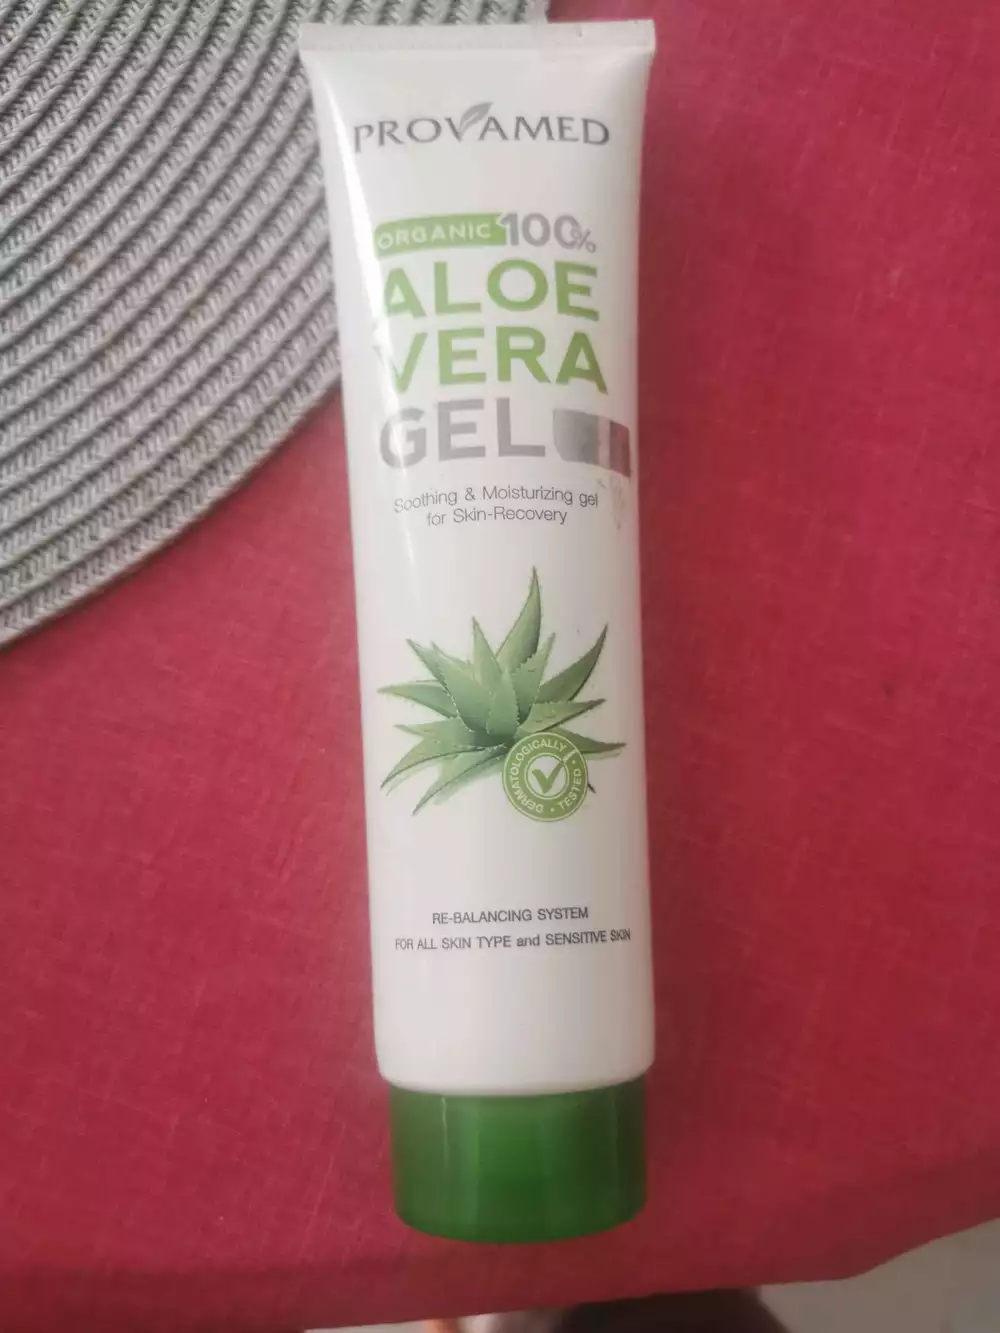 PROVAMED
ORGANIC 100%
ALOE
VERA
GEL
Soothing & Moisturizing gel
for Skin-Recovery
DERMATOLOGICALLY • TESTED •
RE-BALANCING SYSTEM
FOR ALL SKIN TYPE and SENSITIVE SKIN